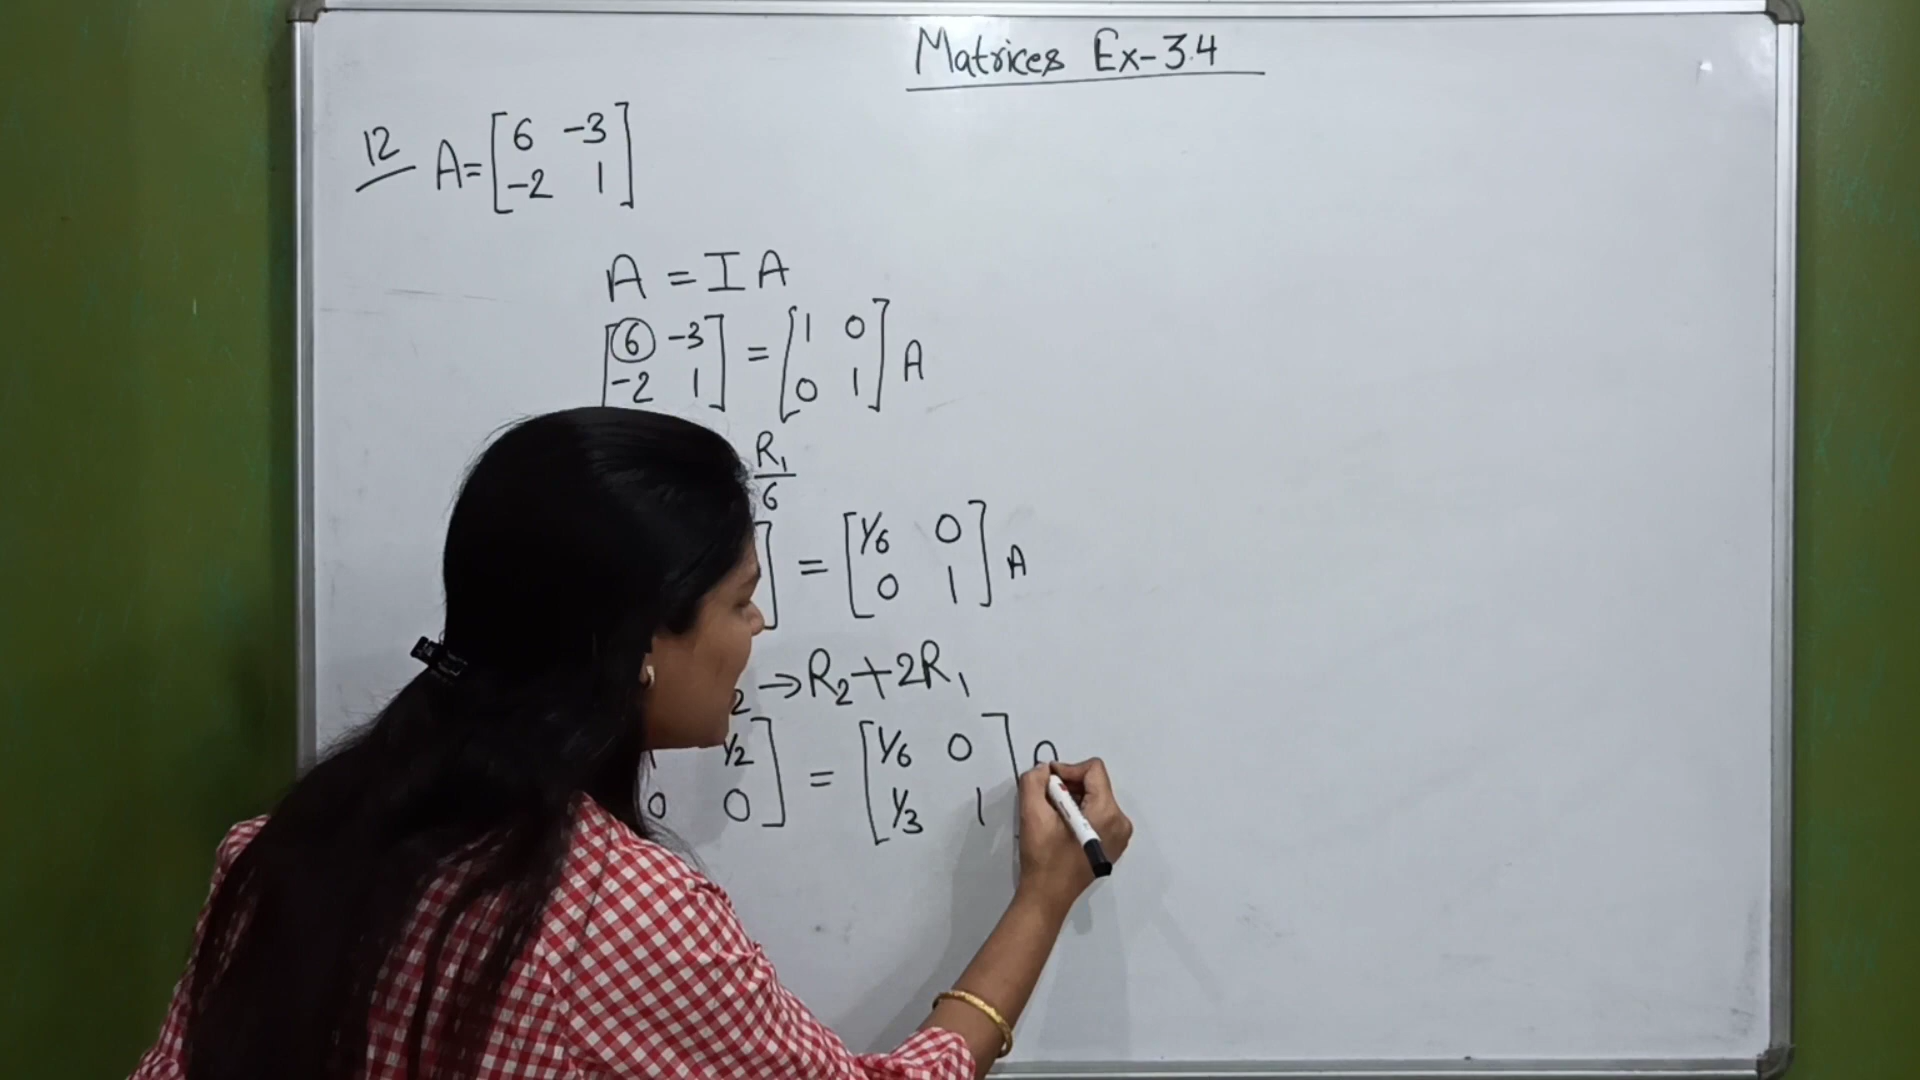 Matrices Ex-3.4
12 A = [ 6 -3
-2 1 ]
A = I A
[ 6 -3 = [ 1 0 A
-2 1 ] 0 1 ]
R₁
6
] = [ 1/6 0 A
0 1 ]
₂ → R₂ + 2R₁
1/2 ] = [ 1/6 0 ]
0 0 1/3 1